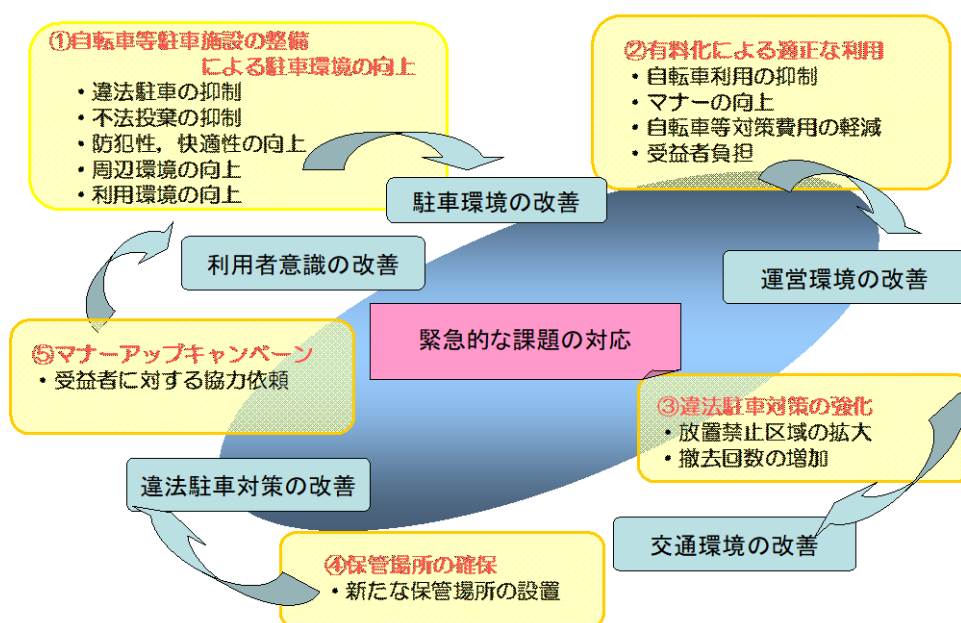 ①自転車等駐車施設の整備
による駐車環境の向上
・違法駐車の抑制
・不法投棄の抑制
・防犯性，快適性の向上
・周辺環境の向上
・利用環境の向上
駐車環境の改善
②有料化による適正な利用
・自転車利用の抑制
・マナーの向上
・自転車等対策費用の軽減
・受益者負担
運営環境の改善
利用者意識の改善
緊急的な課題の対応
⑤マナーアップキャンペーン
・受益者に対する協力依頼
③違法駐車対策の強化
・放置禁止区域の拡大
・撤去回数の増加
違法駐車対策の改善
交通環境の改善
④保管場所の確保
・新たな保管場所の設置